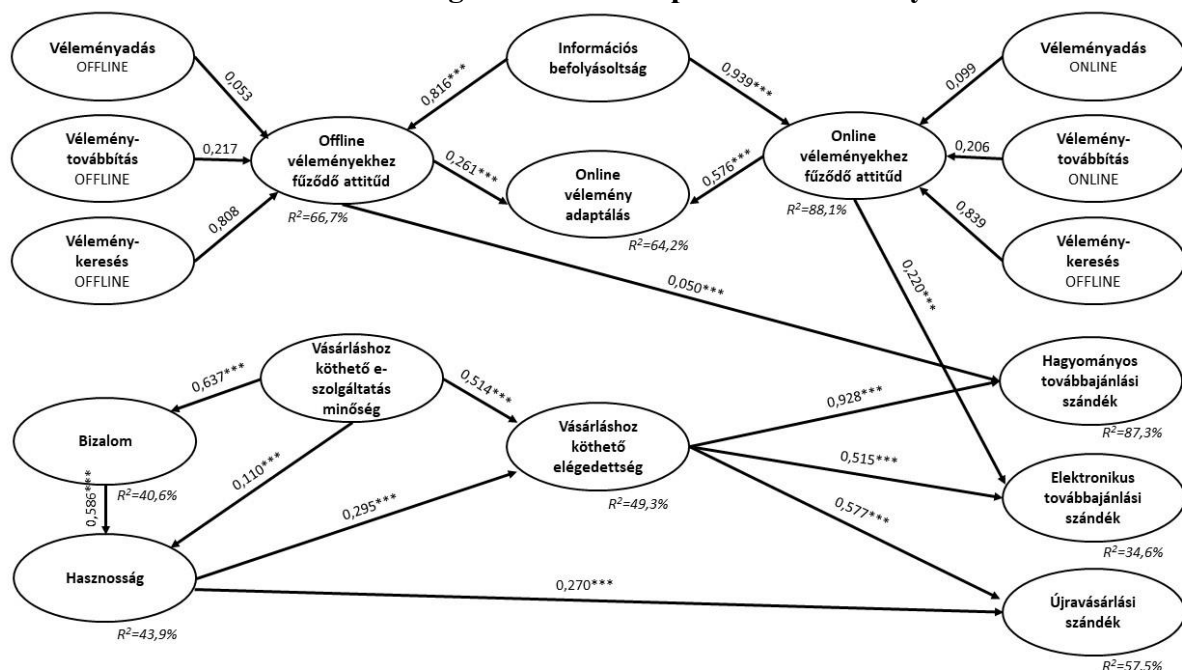 Véleményadás
OFFLINE
0,053
Információs
befolyásoltság
0,816***
0,939***
Véleményadás
ONLINE
0,099
Vélemény-
továbbítás
OFFLINE
0,217
Offline
véleményekhez
fűződő attitűd
R²=66,7%
0,261***
Online
vélemény
adaptálás
R²=64,2%
0,576***
Online
véleményekhez
fűződő attitűd
R²=88,1%
0,206
Vélemény-
továbbítás
ONLINE
Vélemény-
keresés
OFFLINE
0,808
0,839
Vélemény-
keresés
OFFLINE
0,050***
0,220***
Vásárláshoz
köthető e-
szolgáltatás
minőség
0,637***
0,514***
Hagyományos
továbbajánlási
szándék
R²=87,3%
0,928***
Bizalom
R²=40,6%
0,110***
Vásárláshoz
köthető
elégedettség
R²=49,3%
0,515***
Elektronikus
továbbajánlási
szándék
R²=34,6%
0,586***
0,295***
0,577***
Hasznosság
R²=43,9%
0,270***
Újravásárlási
szándék
R²=57,5%